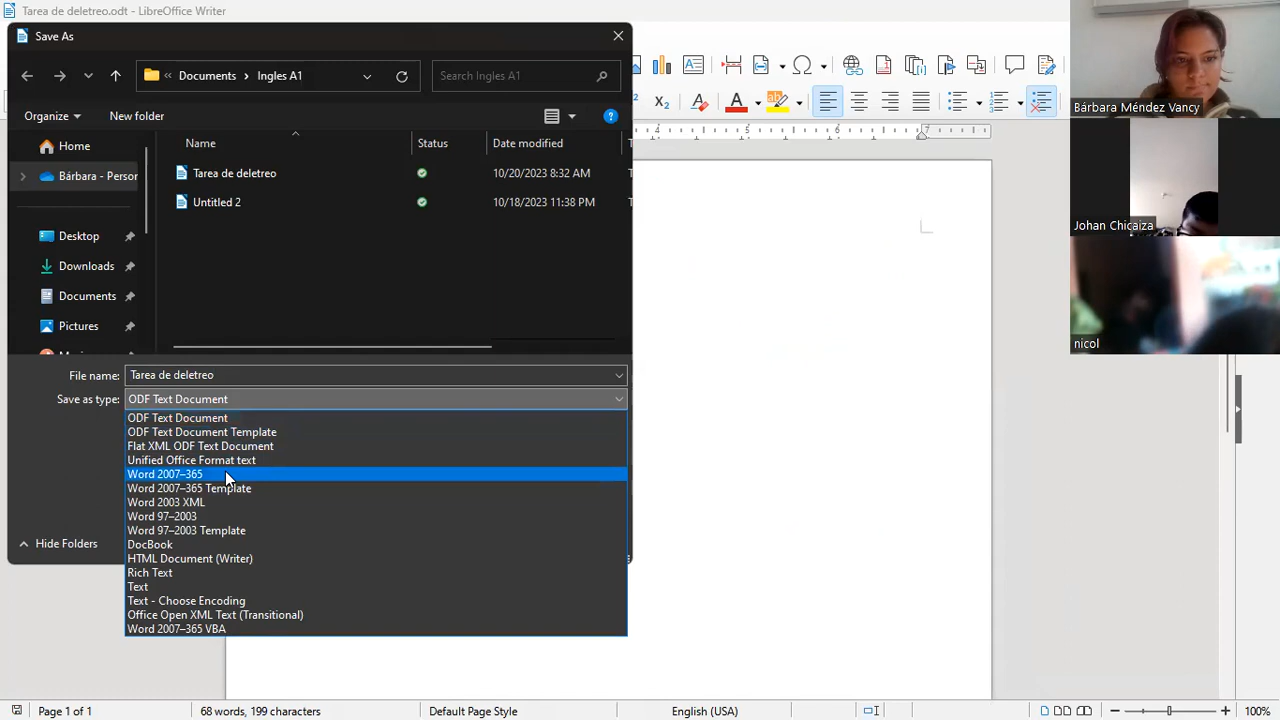 Tarea de deletreo.odt - LibreOffice Writer
Save As
Documents
Ingles A1
Search Ingles A1
Organize
New folder
Name
Status
Date modified
Home
Bárbara - Person
Tarea de deletreo
10/20/2023 8:32 AM
Untitled 2
10/18/2023 11:38 PM
Desktop
Downloads
Documents
Pictures
File name:
Tarea de deletreo
Save as type:
ODF Text Document
ODF Text Document
ODF Text Document Template
Flat XML ODF Text Document
Unified Office Format text
Word 2007–365
Word 2007–365 Template
Word 2003 XML
Word 97–2003
Word 97–2003 Template
DocBook
HTML Document (Writer)
Rich Text
Text
Text - Choose Encoding
Office Open XML Text (Transitional)
Word 2007–365 VBA
Hide Folders
4 5 6 7
Bárbara Méndez Vancy
Johan Chicaiza
nicol
Page 1 of 1
68 words, 199 characters
Default Page Style
English (USA)
100%